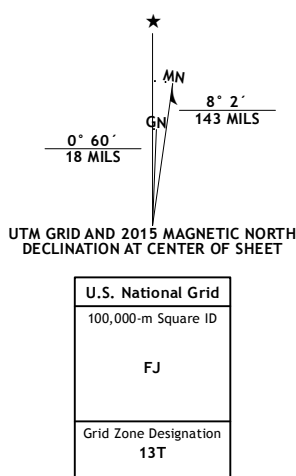 MN
GN
8° 2´
143 MILS
0° 60´
18 MILS
UTM GRID AND 2015 MAGNETIC NORTH
DECLINATION AT CENTER OF SHEET
U.S. National Grid
100,000-m Square ID
FJ
Grid Zone Designation
13T